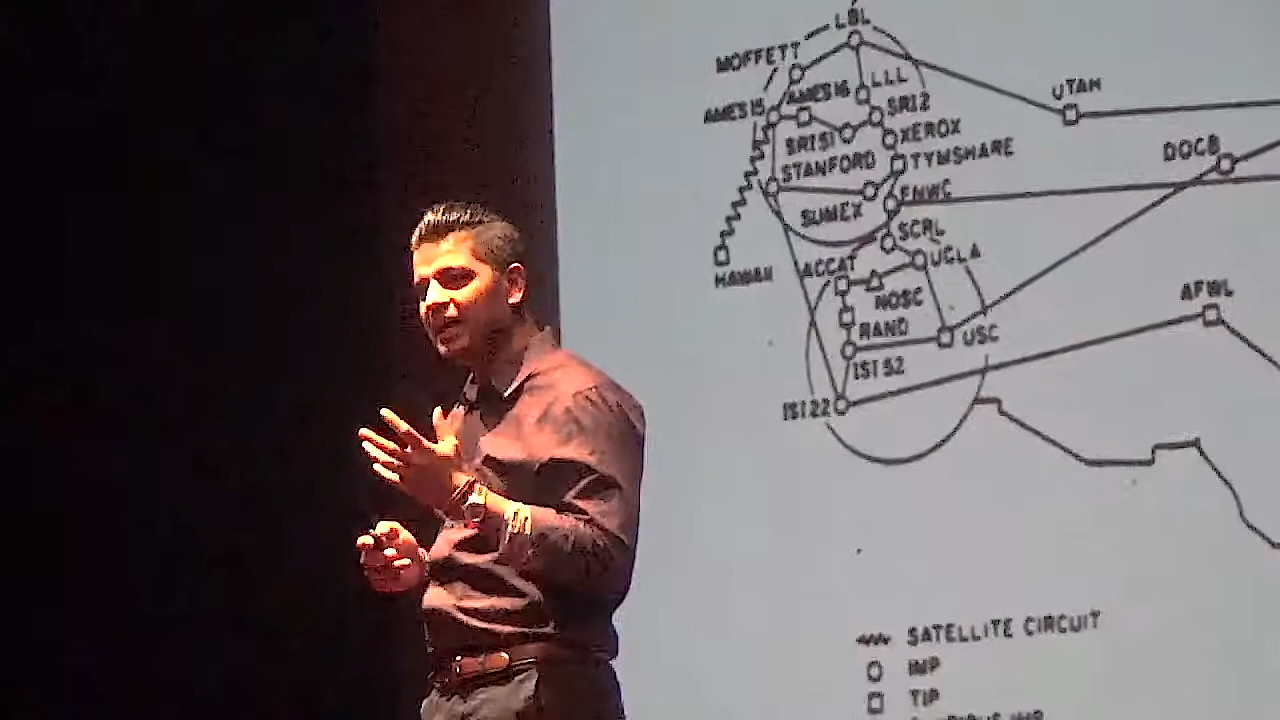 LBL
MOFFETT
LLL
AMES16
AMES15
UTAH
SRI2
SRI51
XEROX
STANFORD
TYMSHARE
DOCB
FNWC
SUMEX
SCRL
HAWAII
ACCAT
UCLA
NOSC
AFWL
RAND
USC
ISI52
ISI22
SATELLITE CIRCUIT
IMP
TIP
IMP